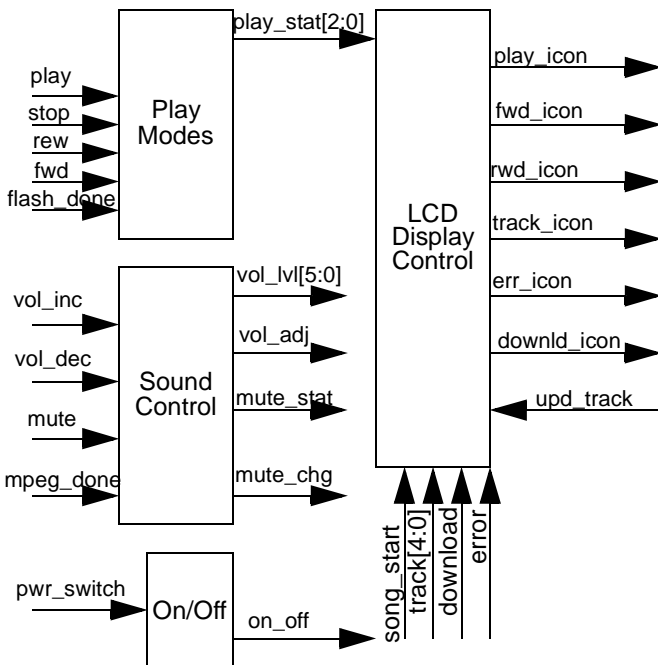 play_stat[2:0]
play
stop
rew
fwd
flash_done
Play
Modes
LCD
Display
Control
play_icon
fwd_icon
rwd_icon
track_icon
err_icon
downld_icon
upd_track
vol_inc
vol_dec
mute
mpeg_done
Sound
Control
vol_lvl[5:0]
vol_adj
mute_stat
mute_chg
song_start
track[4:0]
download
error
pwr_switch
On/Off
on_off